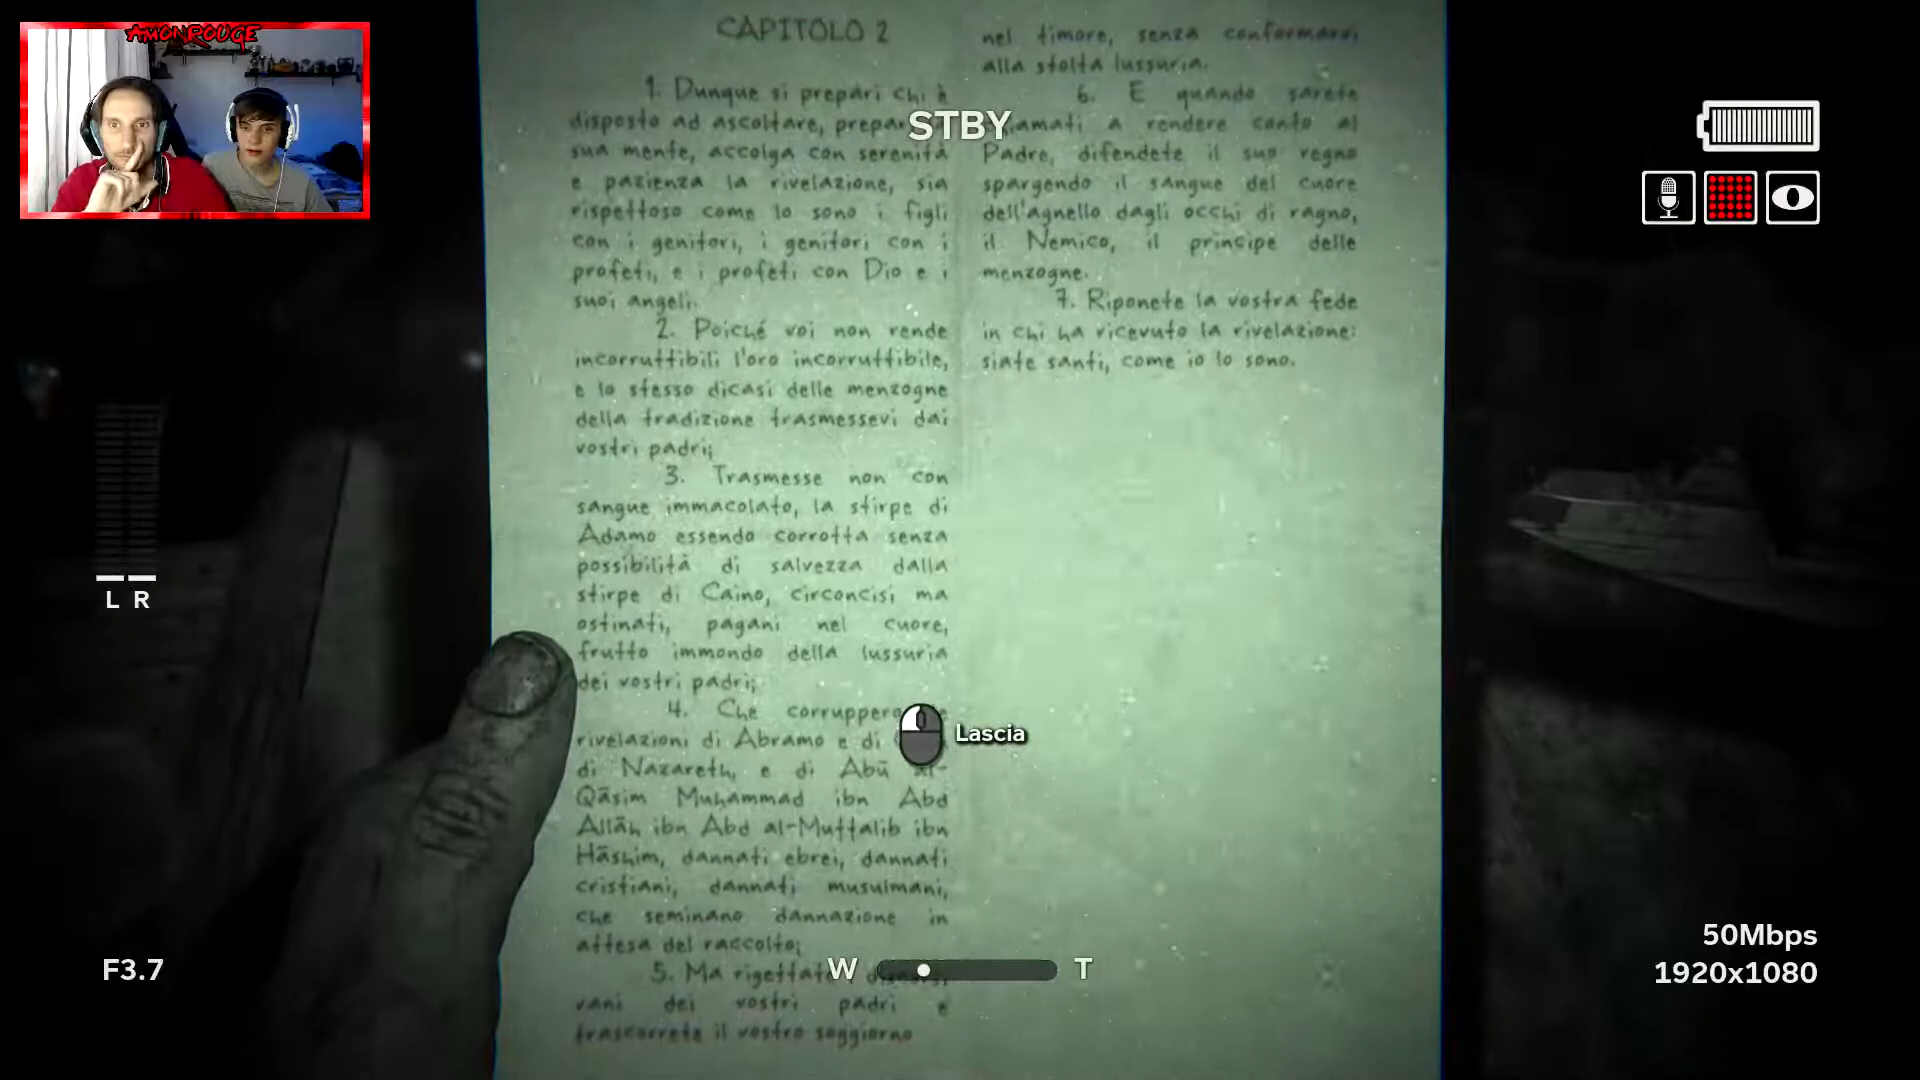 AMONROUGE
CAPITOLO 2
1. Dunque si prepari chi è
disposto ad ascoltare, prepari
sua mente, accolga con serenità
e pazienza la rivelazione, sia
rispettoso come lo sono i figli
con i genitori, i genitori con i
profeti, e i profeti con Dio e i
suoi angeli.
2. Poiché voi non rende
incorruttibili l'oro incorruttibile,
e lo stesso dicasi delle menzogne
della tradizione trasmessevi dai
vostri padri;
3. Trasmesse non con
sangue immacolato, la stirpe di
Adamo essendo corrotta senza
possibilità di salvezza dalla
stirpe di Caino, circoncisi ma
ostinati, pagani nel cuore,
frutto immondo della lussuria
dei vostri padri;
4. Che corruppero
rivelazioni di Abramo e di
di Nazareth, e di Abū al-
Qāsim Muḥammad ibn Abd
Allāh ibn Abd al-Muttalib ibn
Hāshim, dannati ebrei, dannati
cristiani, dannati musulmani,
che seminano dannazione in
attesa del raccolto;
5. Ma rigettate
vani dei vostri padri e
trascorrete il vostro soggiorno
nel timore, senza conformarvi
alla stolta lussuria.
6. E quando sarete
chiamati a rendere conto al
Padre, difendete il suo regno
spargendo il sangue del cuore
dell'agnello dagli occhi di ragno,
il Nemico, il principe delle
menzogne.
7. Riponete la vostra fede
in chi ha ricevuto la rivelazione:
siate santi, come io lo sono.
STBY
Lascia
L R
F3.7
W T
50Mbps
1920x1080